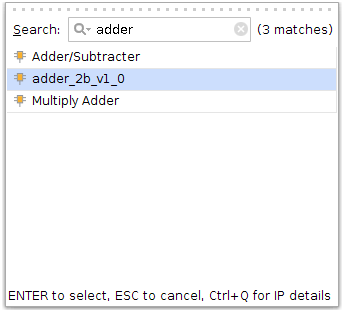 Search: adder (3 matches)
Adder/Subtracter
adder_2b_v1_0
Multiply Adder
ENTER to select, ESC to cancel, Ctrl+Q for IP details